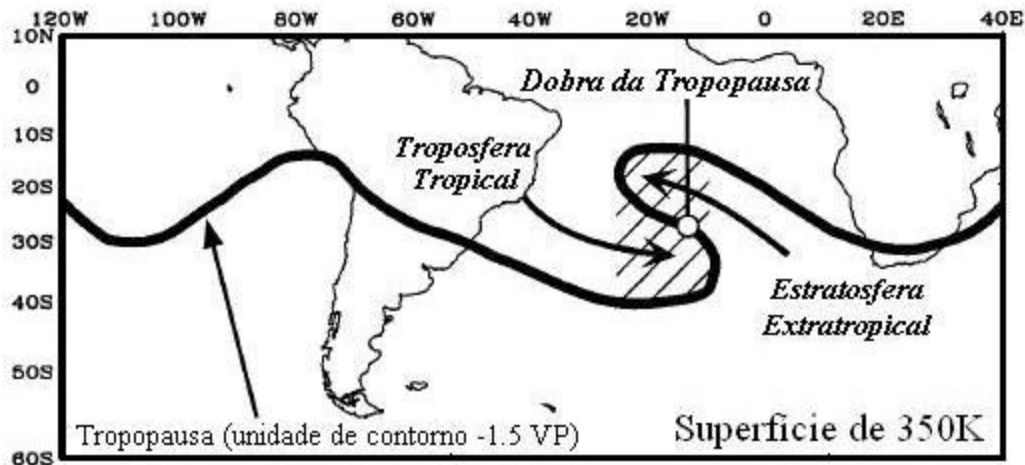 120W 100W 80W 60W 40W 20W 0 20E 40E
10N
0
10S
20S
30S
40S
50S
60S
Dobra da Tropopausa
Troposfera
Tropical
Estratosfera
Extratropical
Tropopausa (unidade de contorno -1.5 VP)
Superfície de 350K